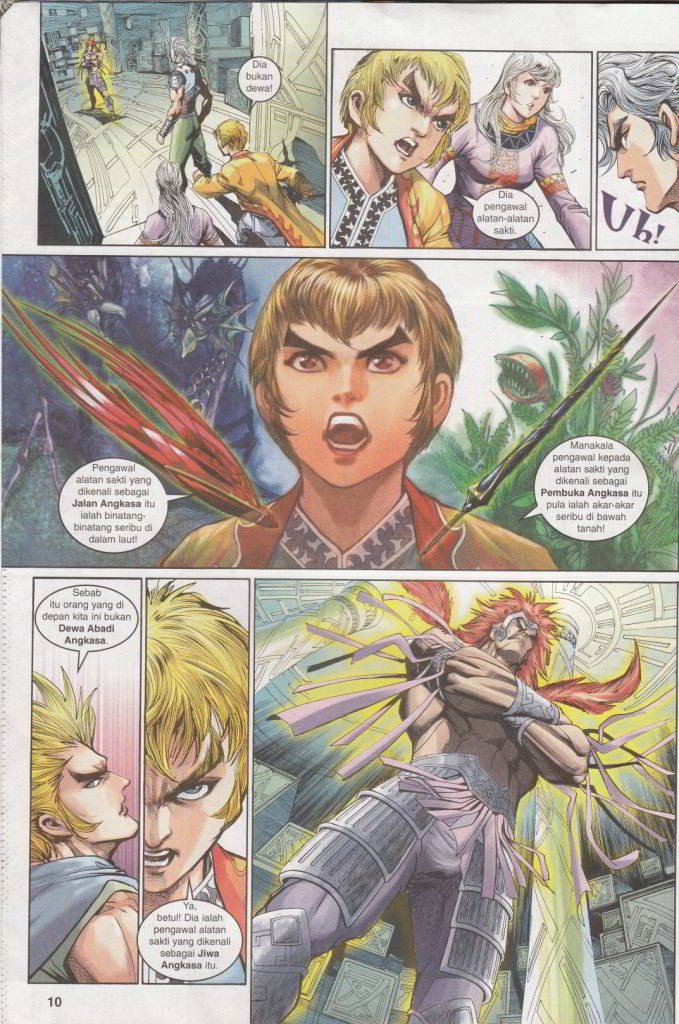 Dia
bukan
dewa!
Dia
pengawal
alatan-alatan
sakti.
Uh!
Pengawal
alatan sakti yang
dikenali sebagai
Jalan Angkasa itu
ialah binatang-
binatang seribu di
dalam laut!
Manakala
pengawal kepada
alatan sakti yang
dikenali sebagai
Pembuka Angkasa itu
pula ialah akar-akar
seribu di bawah
tanah!
Sebab
itu orang yang di
depan kita ini bukan
Dewa Abadi
Angkasa.
Ya,
betul! Dia ialah
pengawal alatan
sakti yang dikenali
sebagai Jiwa
Angkasa itu.
10